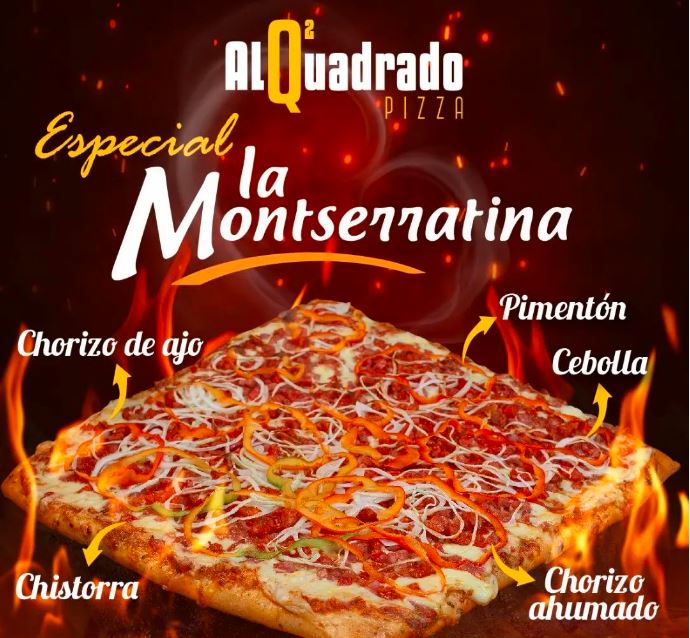 AlQ²uadrado
PIZZA
Especial
la
Montserratina
Pimentón
Chorizo de ajo
Cebolla
Chistorra
Chorizo
ahumado